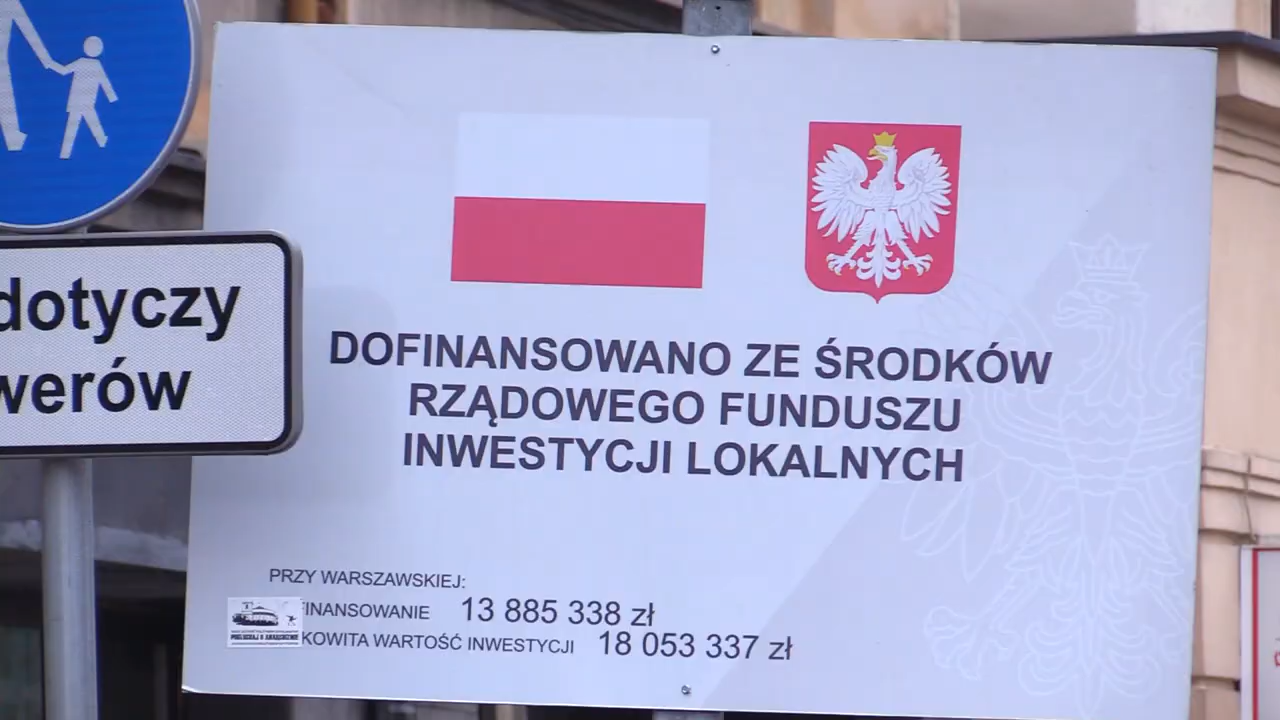 dotyczy
werów
DOFINANSOWANO ZE ŚRODKÓW
RZĄDOWEGO FUNDUSZU
INWESTYCJI LOKALNYCH
PRZY WARSZAWSKIEJ:
FINANSOWANIE 13 885 338 zł
KOWITA WARTOŚĆ INWESTYCJI 18 053 337 zł